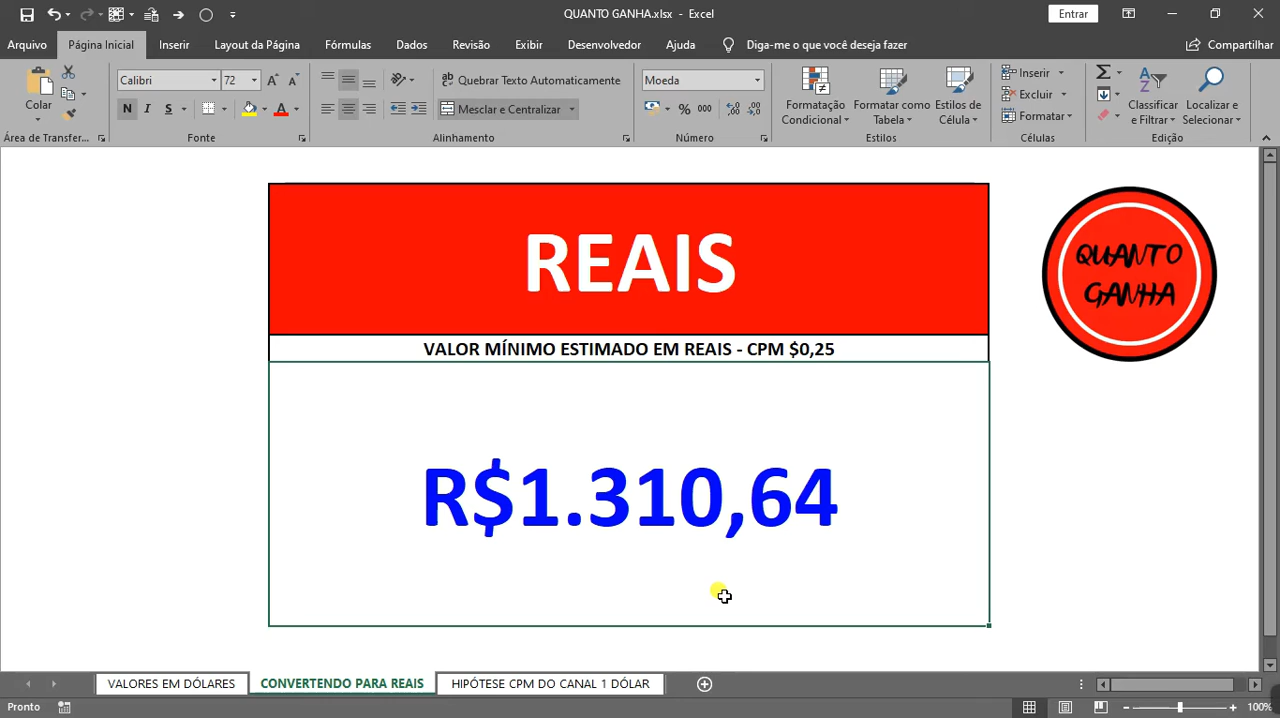 QUANTO GANHA.xlsx - Excel
Entrar
Arquivo Página Inicial Inserir Layout da Página Fórmulas Dados Revisão Exibir Desenvolvedor Ajuda Diga-me o que você deseja fazer Compartilhar
Colar
Calibri 72
N I S
Quebrar Texto Automaticamente
Mesclar e Centralizar
Moeda
% 000
Formatação Condicional
Formatar como Tabela
Estilos de Célula
Inserir
Excluir
Formatar
Classificar e Filtrar
Localizar e Selecionar
Área de Transfer... Fonte Alinhamento Número Estilos Células Edição
REAIS
QUANTO
GANHA
VALOR MÍNIMO ESTIMADO EM REAIS - CPM $0,25
R$1.310,64
VALORES EM DÓLARES CONVERTENDO PARA REAIS HIPÓTESE CPM DO CANAL 1 DÓLAR
Pronto 100%